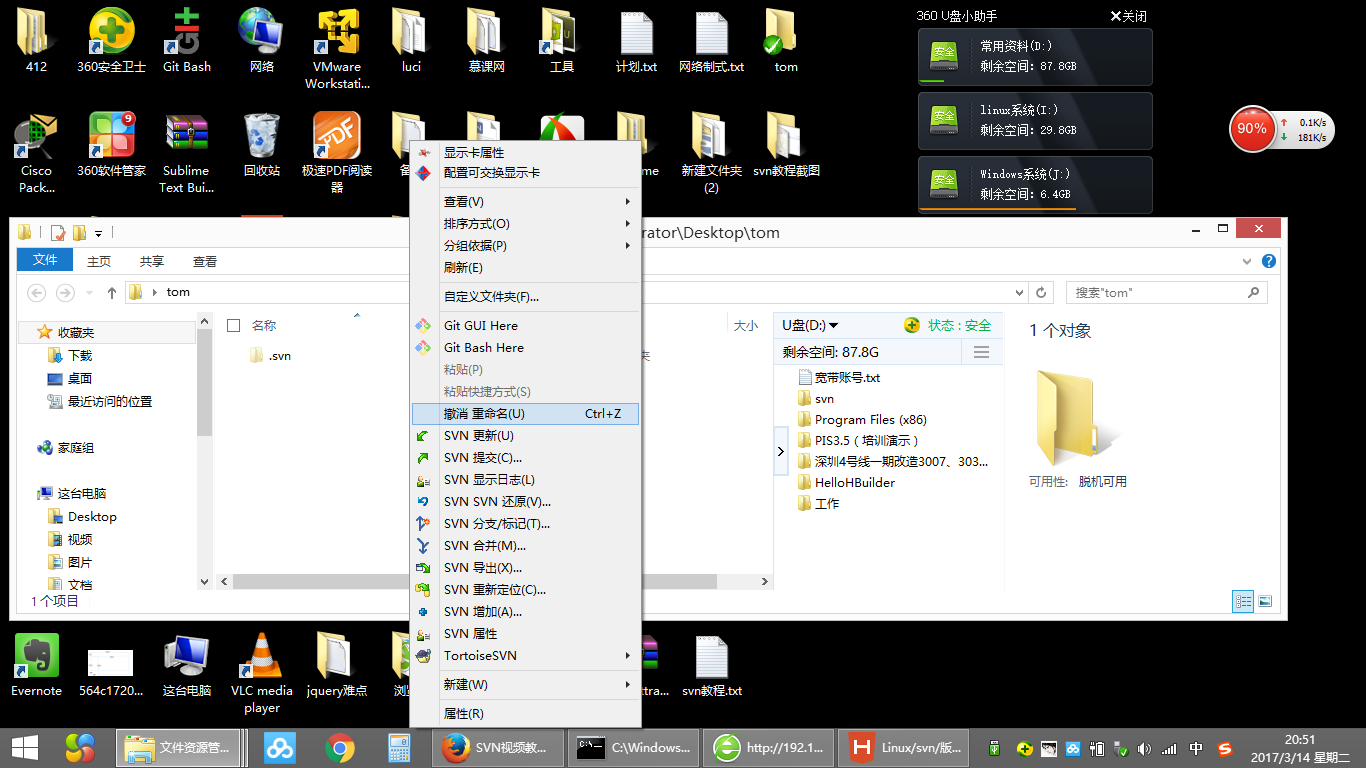 412
360安全卫士
Git Bash
网络
VMware
Workstati...
luci
慕课网
工具
计划.txt
网络制式.txt
tom
360 U盘小助手
关闭
安全
常用资料(D:)
剩余空间: 87.8GB
安全
linux系统(I:)
剩余空间: 29.8GB
安全
Windows系统(J:)
剩余空间: 6.4GB
90%
0.1K/s
181K/s
Cisco
Pack...
9
360软件管家
Sublime
Text Bui...
回收站
PDF
极速PDF阅读
器
新建文件夹
(2)
svn教程截图
rator\Desktop\tom
文件
主页
共享
查看
tom
搜索"tom"
收藏夹
下载
桌面
最近访问的位置
家庭组
这台电脑
Desktop
视频
图片
文档
1 个项目
名称
大小
.svn
U盘(D:)
状态 : 安全
剩余空间: 87.8G
宽带账号.txt
svn
Program Files (x86)
PIS3.5（培训演示）
深圳4号线一期改造3007、303...
HelloHBuilder
工作
1 个对象
可用性: 脱机可用
显示卡属性
配置可交换显示卡
查看(V)
排序方式(O)
分组依据(P)
刷新(E)
自定义文件夹(F)...
Git GUI Here
Git Bash Here
粘贴(P)
粘贴快捷方式(S)
撤消 重命名(U) Ctrl+Z
SVN 更新(U)
SVN 提交(C)...
SVN 显示日志(L)
SVN SVN 还原(V)...
SVN 分支/标记(T)...
SVN 合并(M)...
SVN 导出(X)...
SVN 重新定位(C)...
SVN 增加(A)...
SVN 属性
TortoiseSVN
新建(W)
属性(R)
Evernote
564c1720...
这台电脑
VLC media
player
jquery难点
svn教程.txt
文件资源管...
SVN视频教...
C:\Windows...
http://192.1...
Linux/svn/版...
中
20:51
2017/3/14 星期二